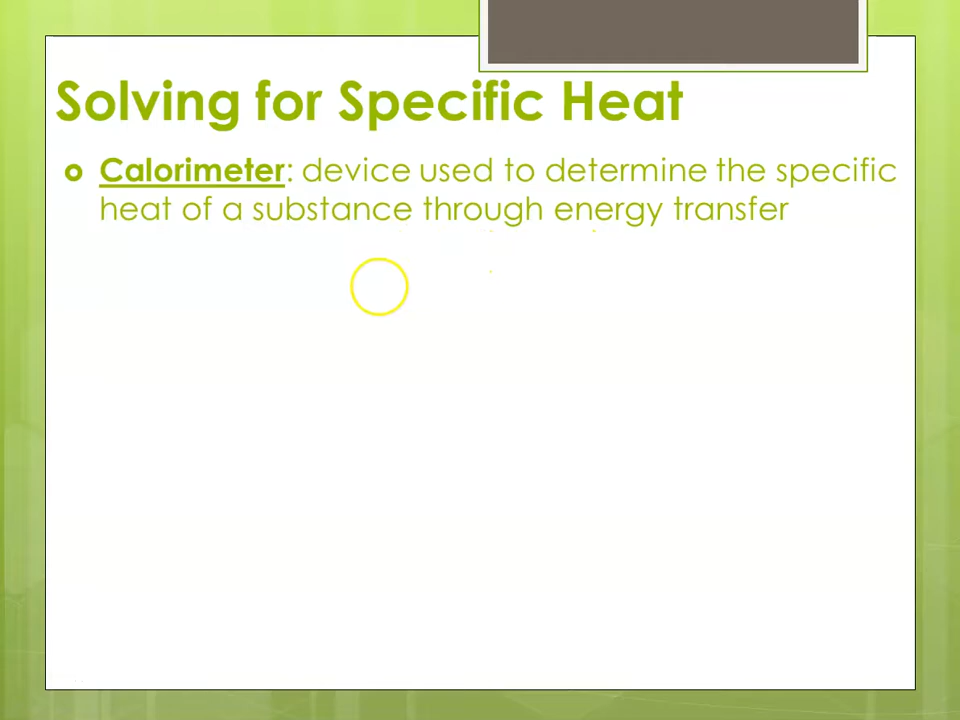 Solving for Specific Heat
Calorimeter: device used to determine the specific
heat of a substance through energy transfer